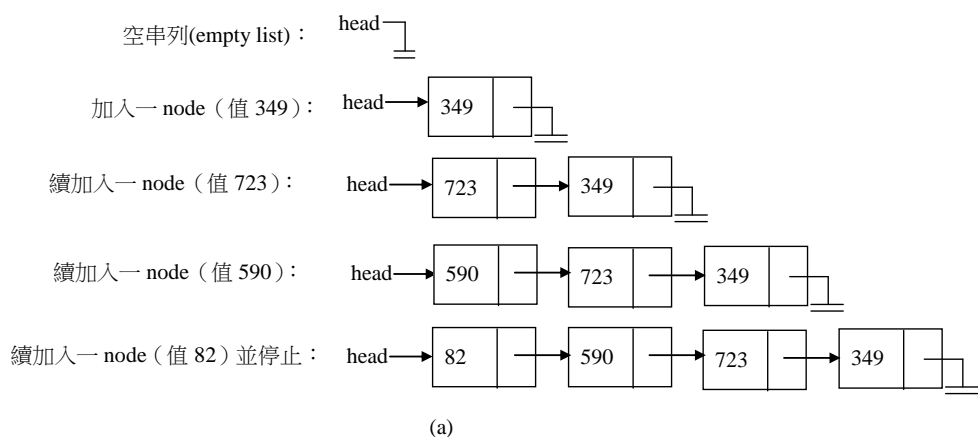 空串列(empty list)： head
加入一 node（值 349）： head 349
續加入一 node（值 723）： head 723 349
續加入一 node（值 590）： head 590 723 349
續加入一 node（值 82）並停止： head 82 590 723 349
(a)